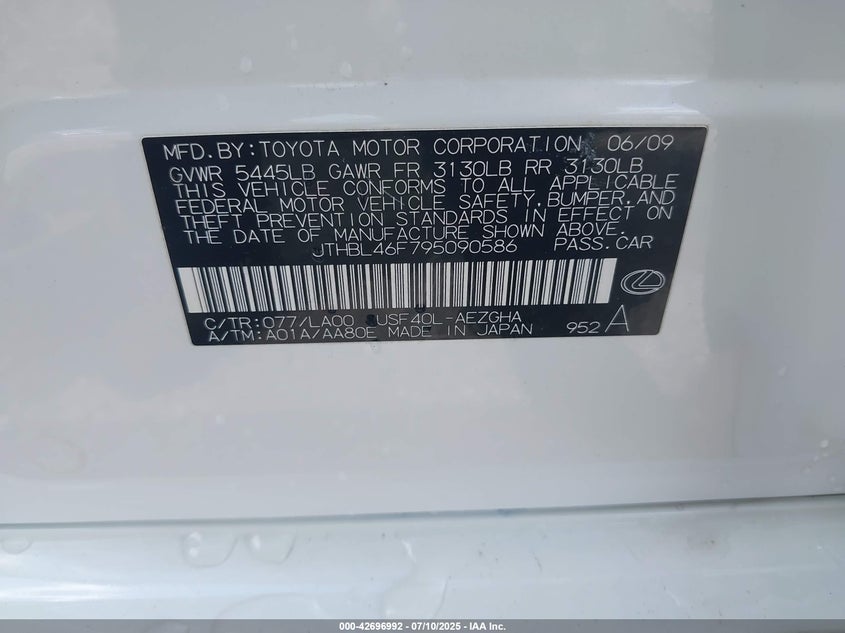 MFD.BY:TOYOTA MOTOR CORPORATION 06/09
GVWR 5445LB GAWR FR 3130LB RR 3130LB
THIS VEHICLE CONFORMS TO ALL APPLICABLE
FEDERAL MOTOR VEHICLE SAFETY,BUMPER,AND
THEFT PREVENTION STANDARDS IN EFFECT ON
THE DATE OF MANUFACTURE SHOWN ABOVE.
JTHBL46F795090586 PASS.CAR
C/TR:077/LA00 USF40L-AEZGHA
A/TM:A01A/AA80E MADE IN JAPAN 952 A
000-42696992 — 07/10/2025 — IAA Inc.